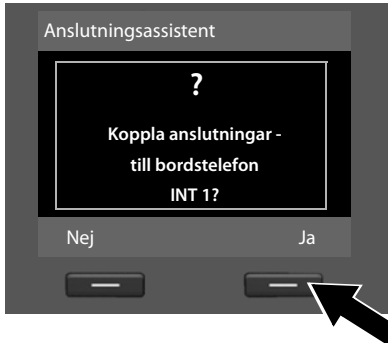 Anslutningsassistent
?
Koppla anslutningar -
till bordstelefon
INT 1?
Nej Ja